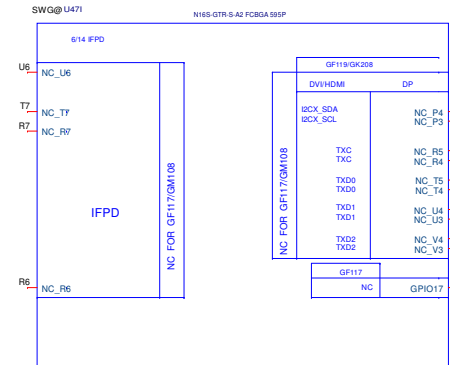 SWG@ U47I
N16S-GTR-S-A2 FCBGA 595P
6/14 IFPD
U6 NC_U6
T7 NC_T7
R7 NC_R7
IFPD
NC FOR GF117/GM108
R6 NC_R6
GF119/GK208
DVI/HDMI DP
NC FOR GF117/GM108
I2CX_SDA NC_P4
I2CX_SCL NC_P3
TXC NC_R5
TXC NC_R4
TXD0 NC_T5
TXD0 NC_T4
TXD1 NC_U4
TXD1 NC_U3
TXD2 NC_V4
TXD2 NC_V3
GF117
NC GPIO17